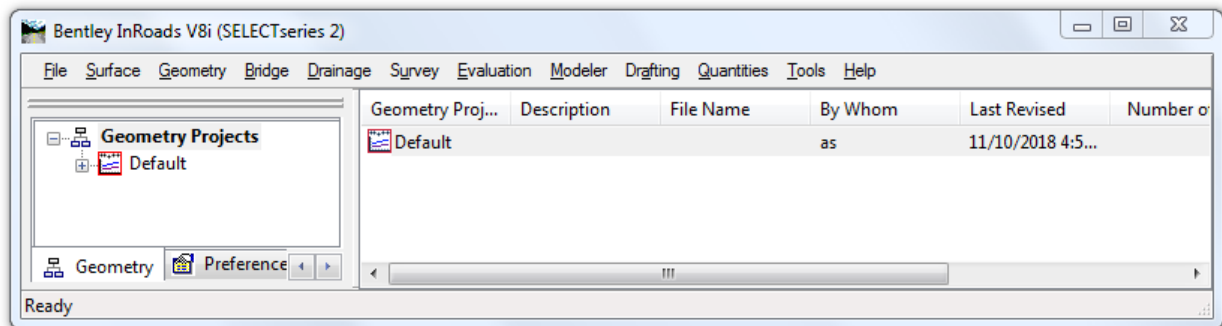 Bentley InRoads V8i (SELECTseries 2)
File Surface Geometry Bridge Drainage Survey Evaluation Modeler Drafting Quantities Tools Help
Geometry Proj... Description File Name By Whom Last Revised Number o
Geometry Projects
Default
Default as 11/10/2018 4:5...
Geometry Preference
Ready